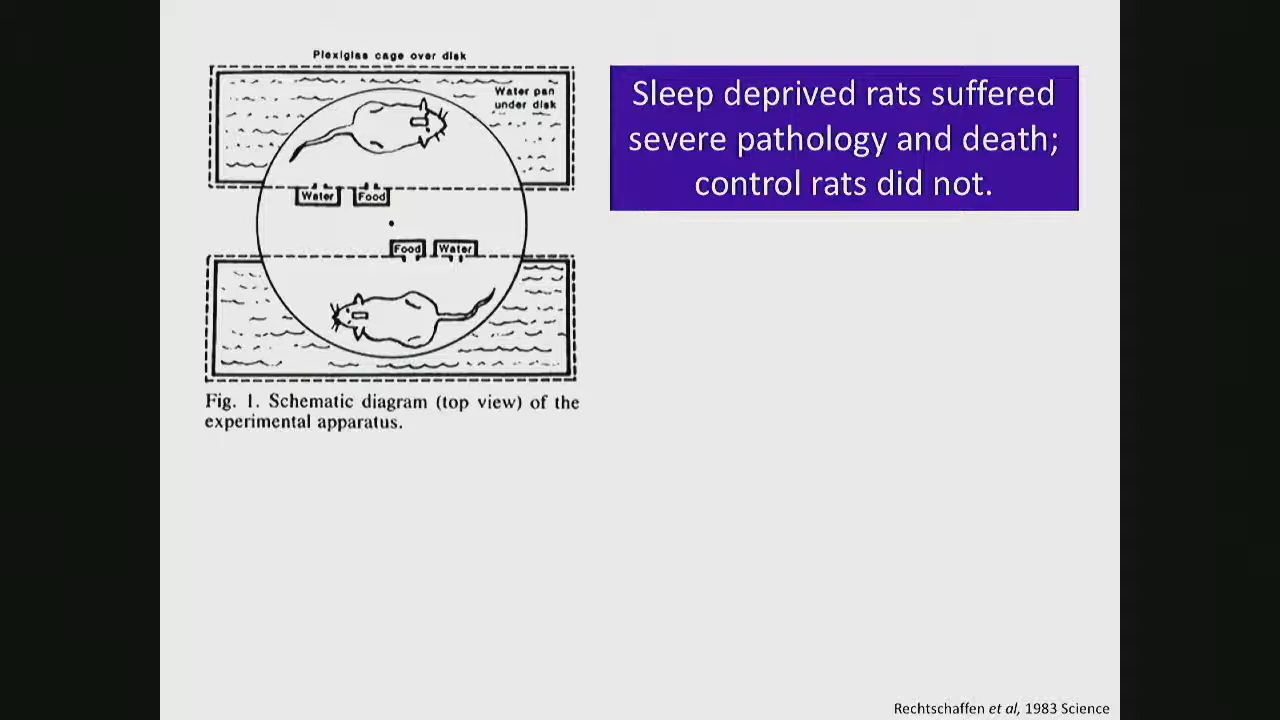 Plexiglas cage over disk
Water pan
under disk
Water Food
Food Water
Fig. 1. Schematic diagram (top view) of the
experimental apparatus.
Sleep deprived rats suffered
severe pathology and death;
control rats did not.
Rechtschaffen et al, 1983 Science